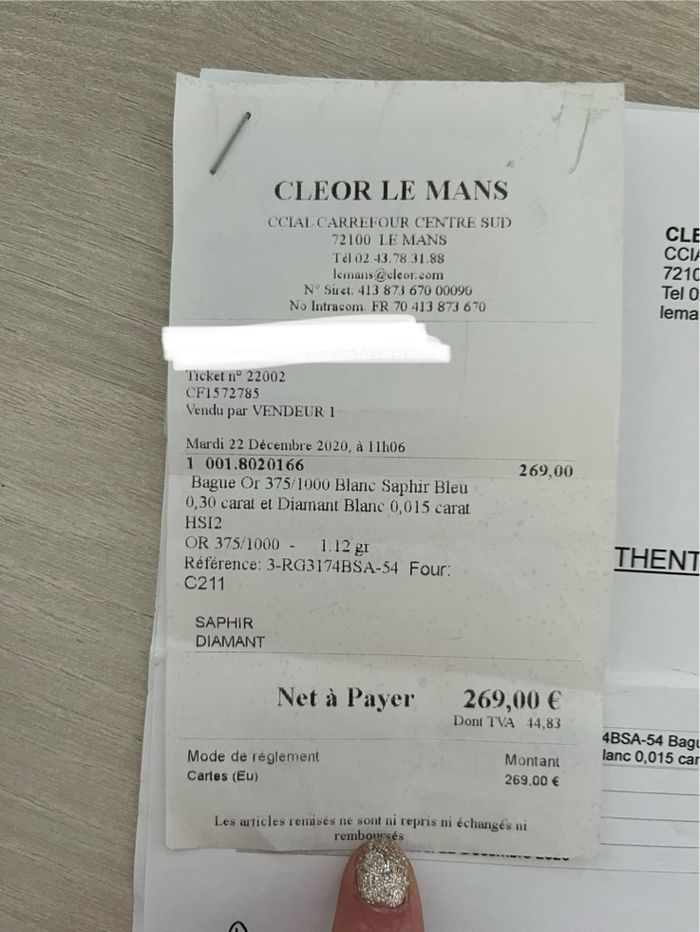 CLEOR LE MANS
CCIAL CARREFOUR CENTRE SUD
72100 LE MANS
Tél 02.43.78.31.88
lemans@cleor.com
N° Siret. 413 873 670 00090
No Intracom. FR 70 413 873 670
Ticket n° 22002
CF1572785
Vendu par VENDEUR 1
Mardi 22 Décembre 2020, à 11h06
1 001.8020166 269,00
Bague Or 375/1000 Blanc Saphir Bleu
0,30 carat et Diamant Blanc 0,015 carat
HSI2
OR 375/1000 - 1.12 gr
Référence: 3-RG3174BSA-54 Four:
C211
SAPHIR
DIAMANT
Net à Payer 269,00 €
Dont TVA 44,83
Mode de réglement Montant
Cartes (Eu) 269.00 €
Les articles remisés ne sont ni repris ni échangés ni
remboursés
CLE
CCIA
7210
Tel 0
lema
THENT
4BSA-54 Bagu
lanc 0,015 car